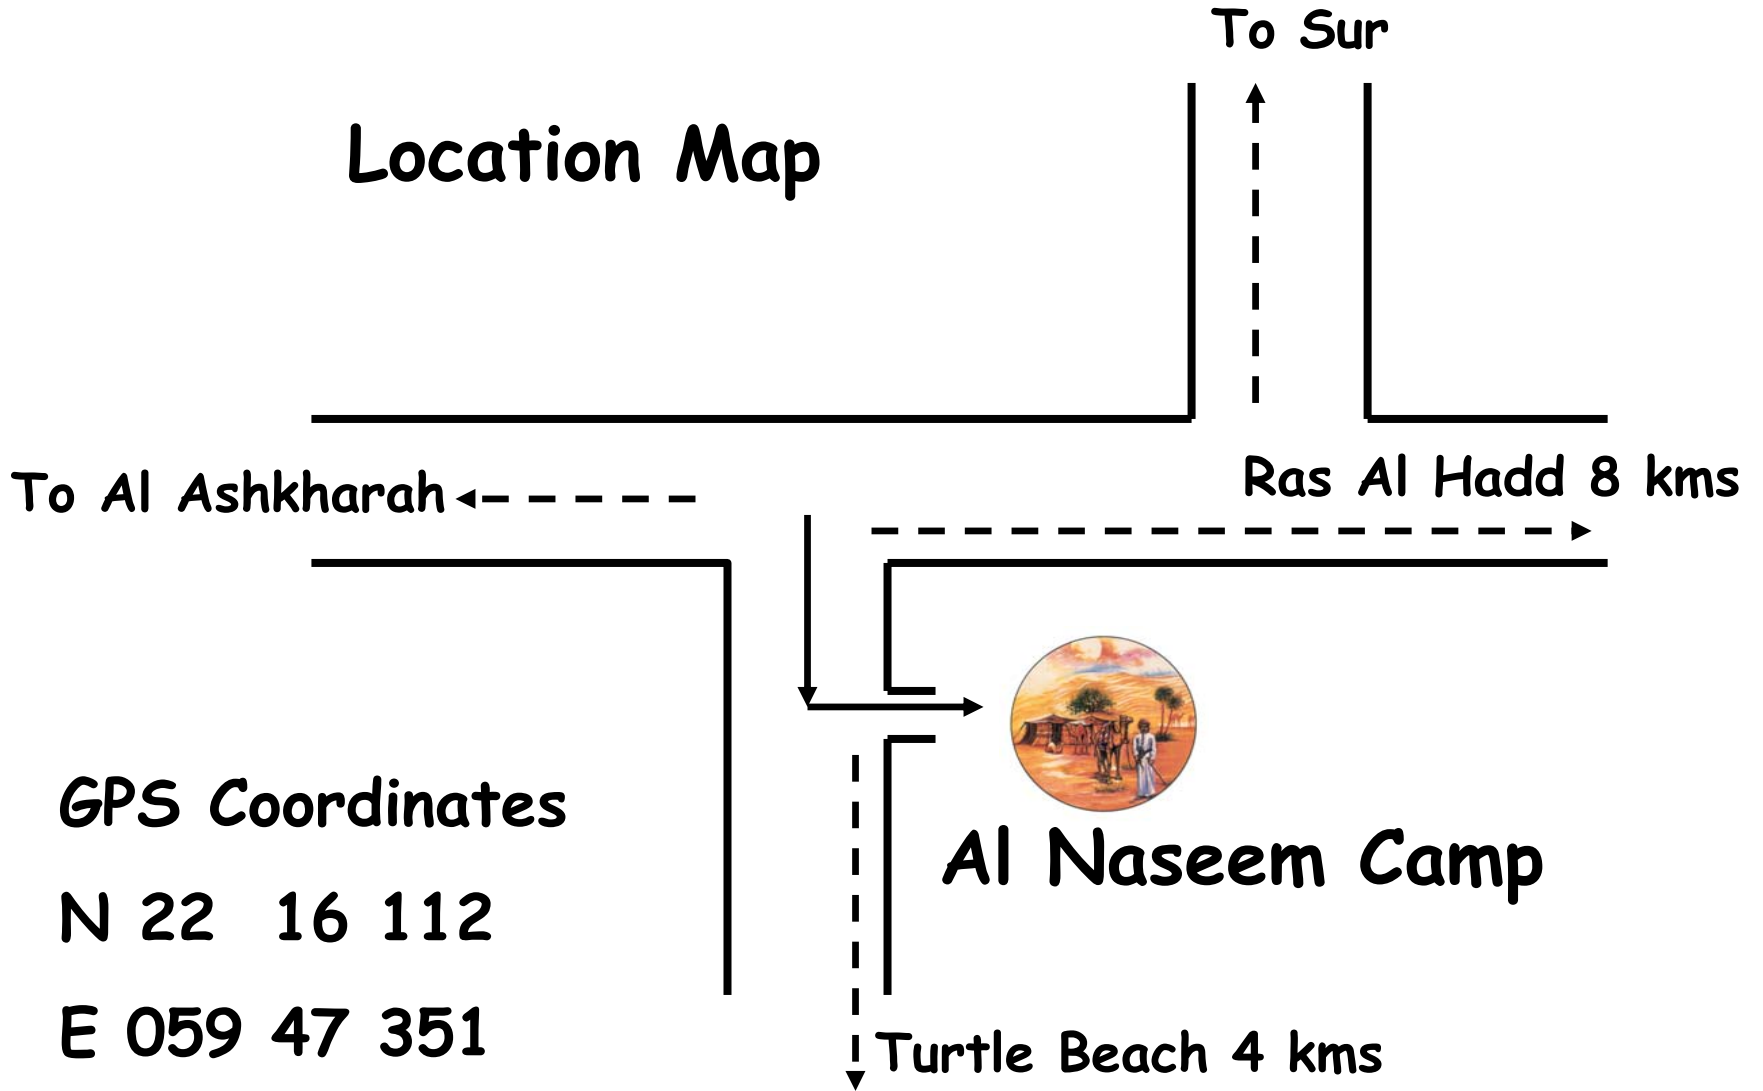 To Sur
Location Map
Ras Al Hadd 8 kms
To Al Ashkharah
GPS Coordinates
N 22 16 112
E 059 47 351
Al Naseem Camp
Turtle Beach 4 kms